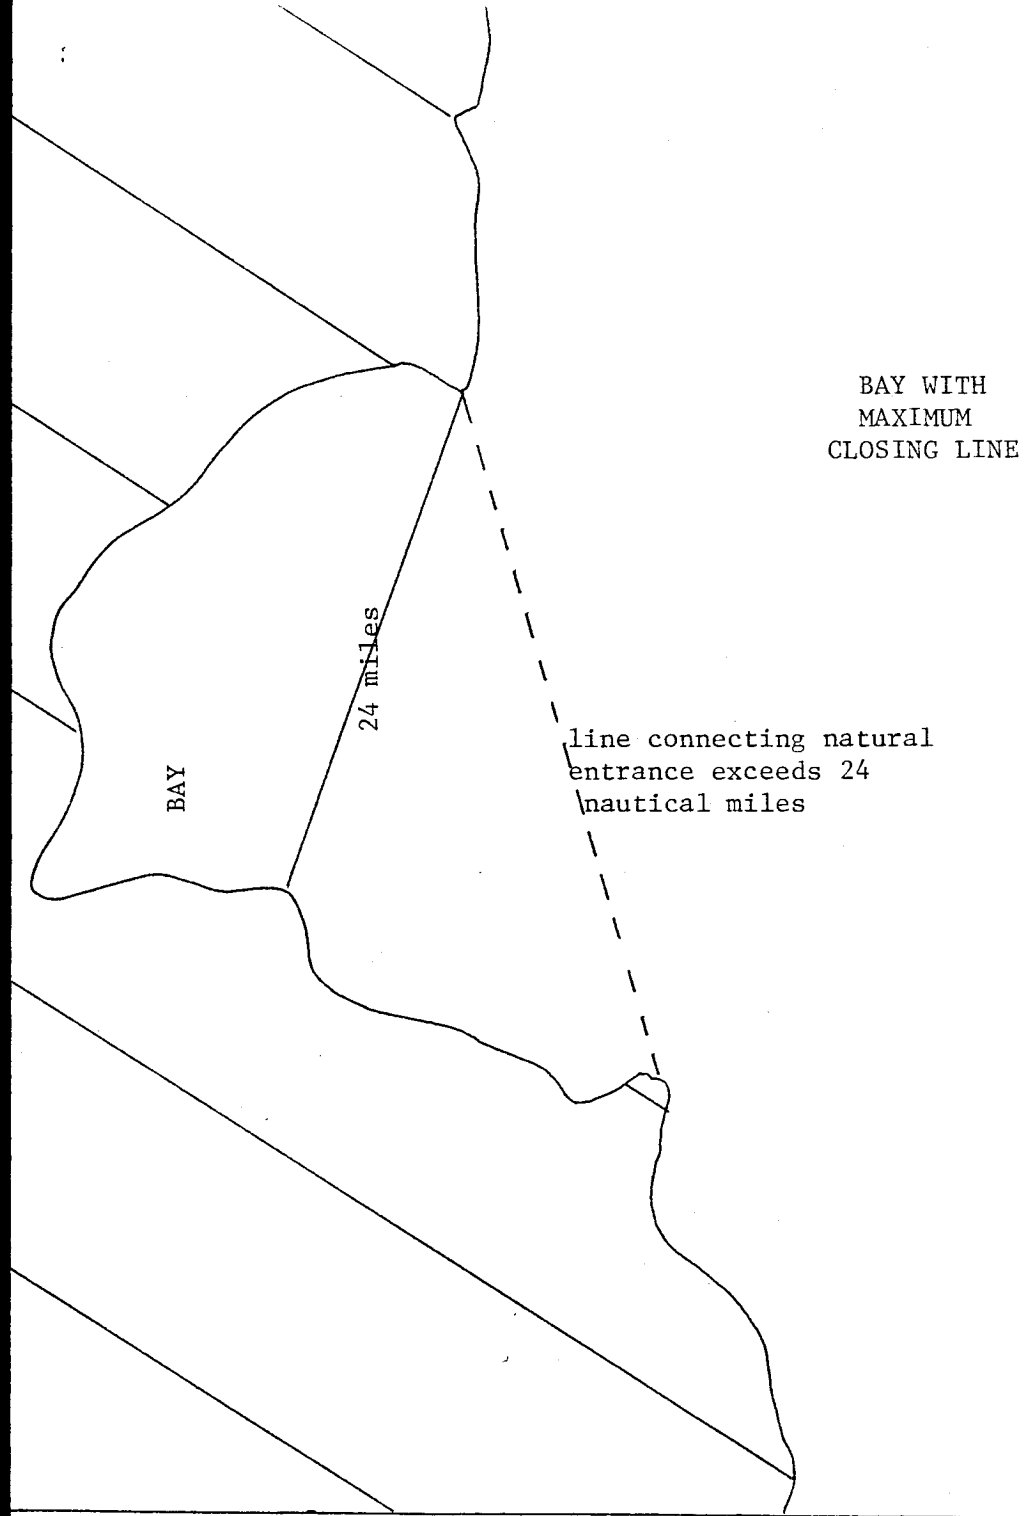 BAY WITH
MAXIMUM
CLOSING LINE
24 miles
line connecting natural
entrance exceeds 24
nautical miles
BAY